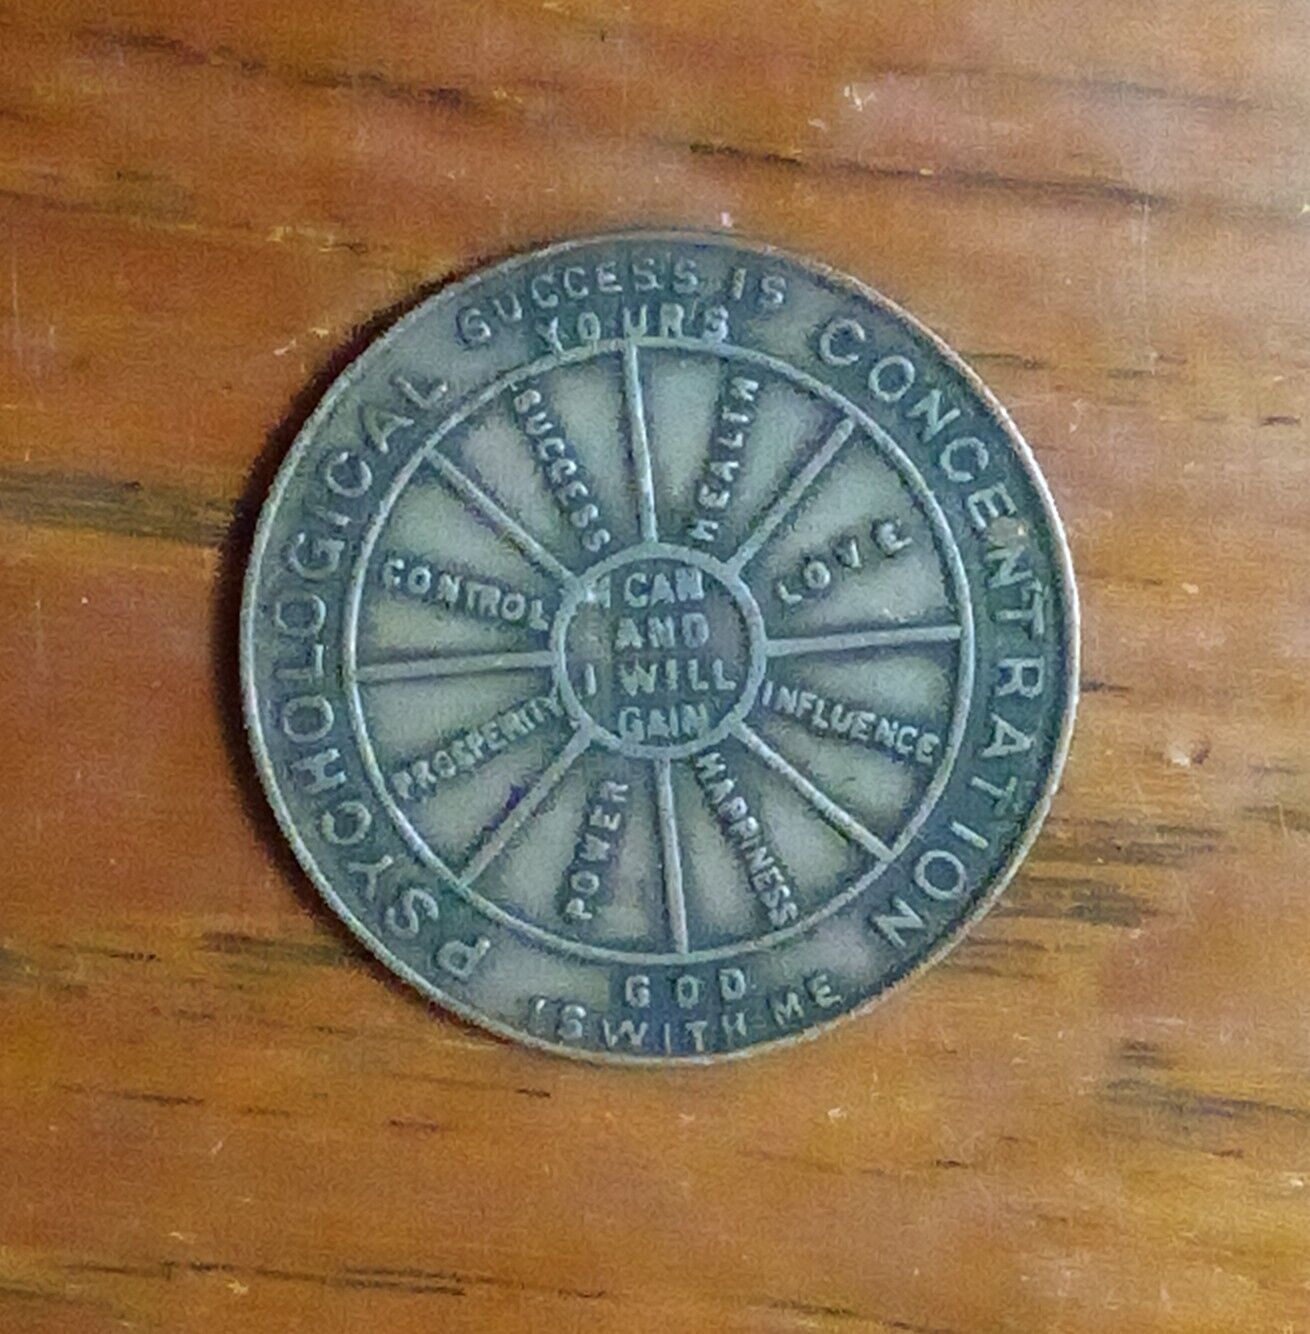 SUCCESS IS
YOURS
PSYCHOLOGICAL CONCENTRATION
SUCCESS
HEALTH
LOVE
INFLUENCE
HAPPINESS
POWER
PROSPERITY
CONTROL
I CAN
AND
I WILL
GAIN
GOD
IS WITH ME